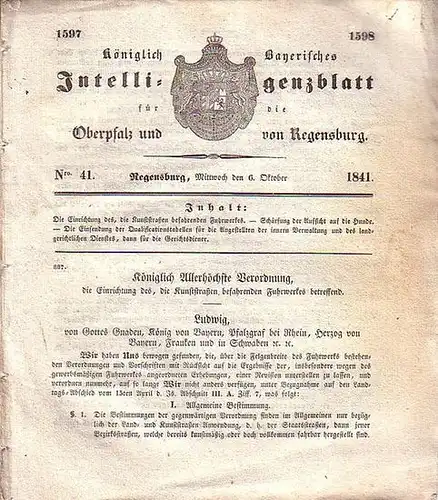 1597
1598
Königlich Bayerisches
Intelli- genzblatt
für die
Oberpfalz und von Regensburg.
Nro. 41. Regensburg, Mittwoch den 6. Oktober 1841.
Inhalt:
Die Einrichtung des, die Kunststraßen befahrenden Fuhrwerkes. — Schärfung der Aufsicht auf die Hunde.
— Die Einsendung der Qualifikationstabellen für die Angestellten der innern Verwaltung und des land-
gerichtlichen Dienstes, dann für die Gerichtsdiener.
Königlich Allerhöchste Verordnung,
die Einrichtung des, die Kunststraßen befahrenden Fuhrwerkes betreffend.
Ludwig,
von Gottes Gnaden, König von Bayern, Pfalzgraf bei Rhein, Herzog von
Bayern, Franken und in Schwaben ꝛc. ꝛc.
Wir haben Uns bewogen gefunden, die, über die Felgenbreite des Fuhrwerkes bestehen-
den Verordnungen und Vorschriften mit Rücksicht auf die Ergebnisse der, insbesondere wegen des
gewerbsmäßigen Fuhrwerkes angeordneten Erhebungen, einer Revision unterstellen zu lassen, und
verordnen nunmehr, auf so lange Wir nicht anders verfügen, unter Bezugnahme auf den Land-
tags-Abschied vom 15ten April d. Js. Abschnitt III. A. Ziff. 7, was folgt:
I. Allgemeine Bestimmung.
§. 1. Die Bestimmungen der gegenwärtigen Verordnung finden im Allgemeinen nur bezüg-
lich der Land- und Kunststraßen Anwendung, d. h. der Staatsstraßen, dann jener
Bezirksstraßen, welche bereits kunstmäßig oder doch vollkommen fahrbar hergestellt sind.